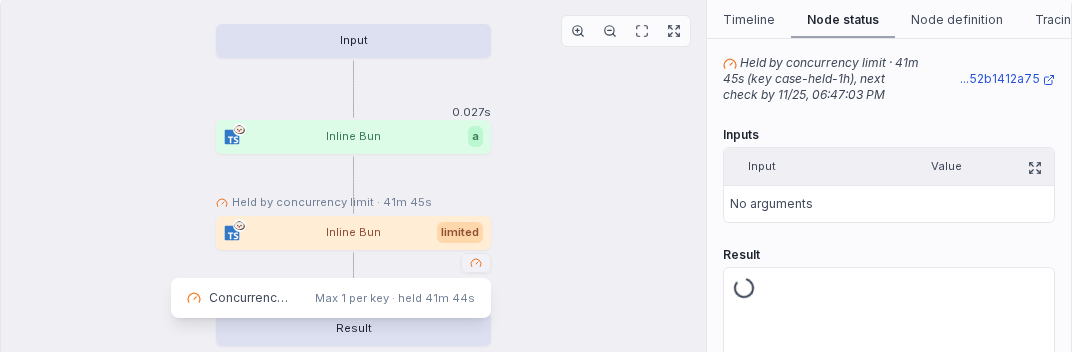 Input
0.027s
TS
Inline Bun
a
Held by concurrency limit · 41m 45s
TS
Inline Bun
limited
Concurrenc...
Max 1 per key · held 41m 44s
Result
Timeline
Node status
Node definition
Tracin
Held by concurrency limit · 41m
45s (key case-held-1h), next
check by 11/25, 06:47:03 PM
...52b1412a75
Inputs
Input
Value
No arguments
Result